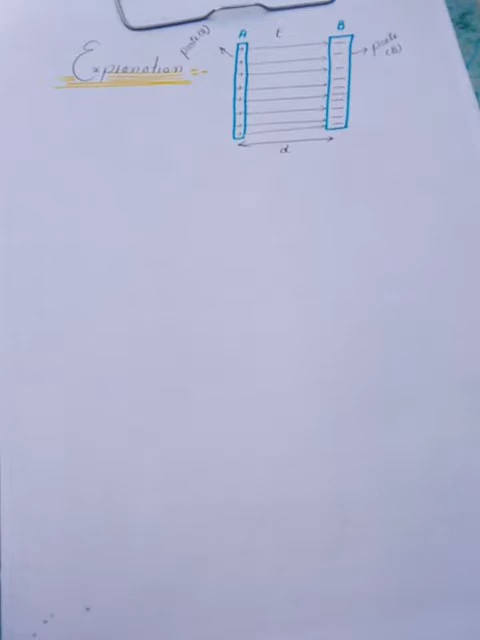 Explanation :-
plate(A)
A
E
B
plate
(B)
d